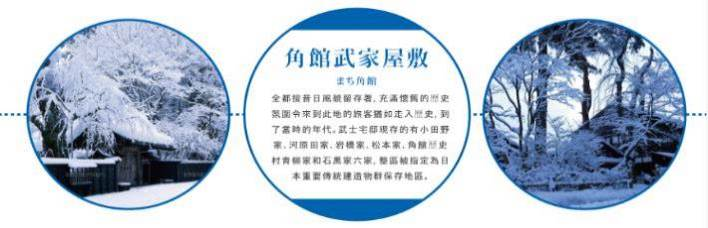 角館武家屋敷
まち角館
全都按昔日風貌留存著，充滿懷舊的歷史
氛圍令來到此地的旅客猶如走入歷史，到
了當時的年代。武士宅邸現存的有小田野
家、河原田家、岩橋家、松本家、角館歷史
村青柳家和石黑家六家，整區被指定為日
本重要傳統建造物群保存地區。